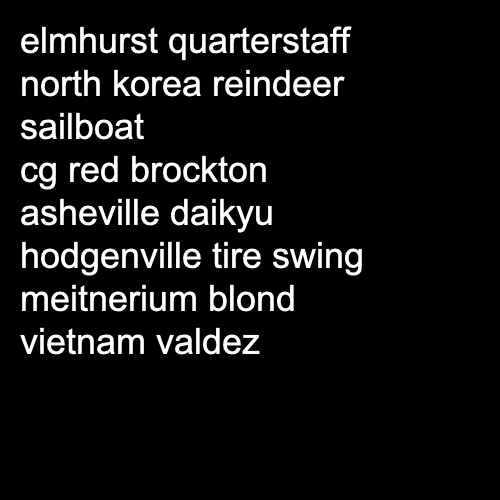 elmhurst quarterstaff
north korea reindeer
sailboat
cg red brockton
asheville daikyu
hodgenville tire swing
meitnerium blond
vietnam valdez